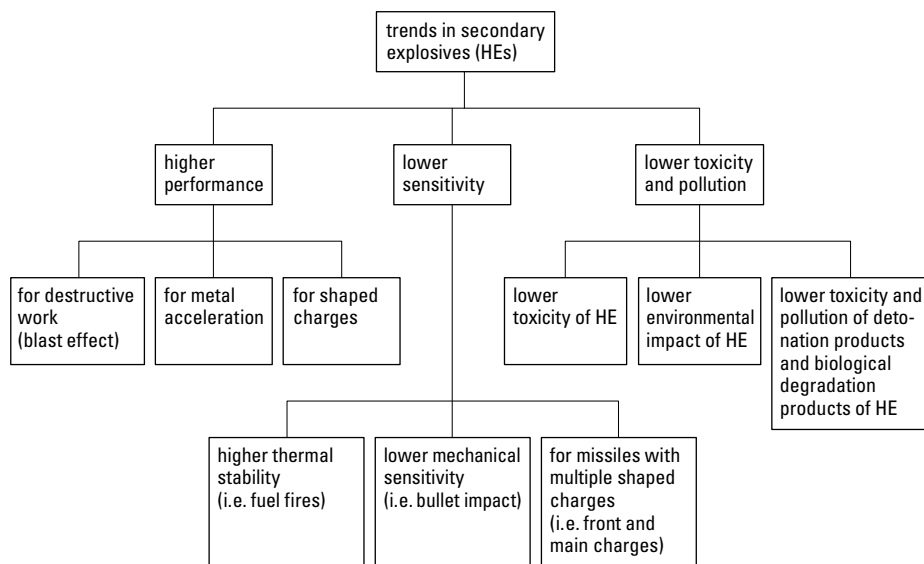 trends in secondary
explosives (HEs)
higher
performance
lower
sensitivity
lower toxicity
and pollution
for destructive
work
(blast effect)
for metal
acceleration
for shaped
charges
lower
toxicity of HE
lower
environmental
impact of HE
lower toxicity and
pollution of deto-
nation products
and biological
degradation
products of HE
higher thermal
stability
(i.e. fuel fires)
lower mechanical
sensitivity
(i.e. bullet impact)
for missiles with
multiple shaped
charges
(i.e. front and
main charges)